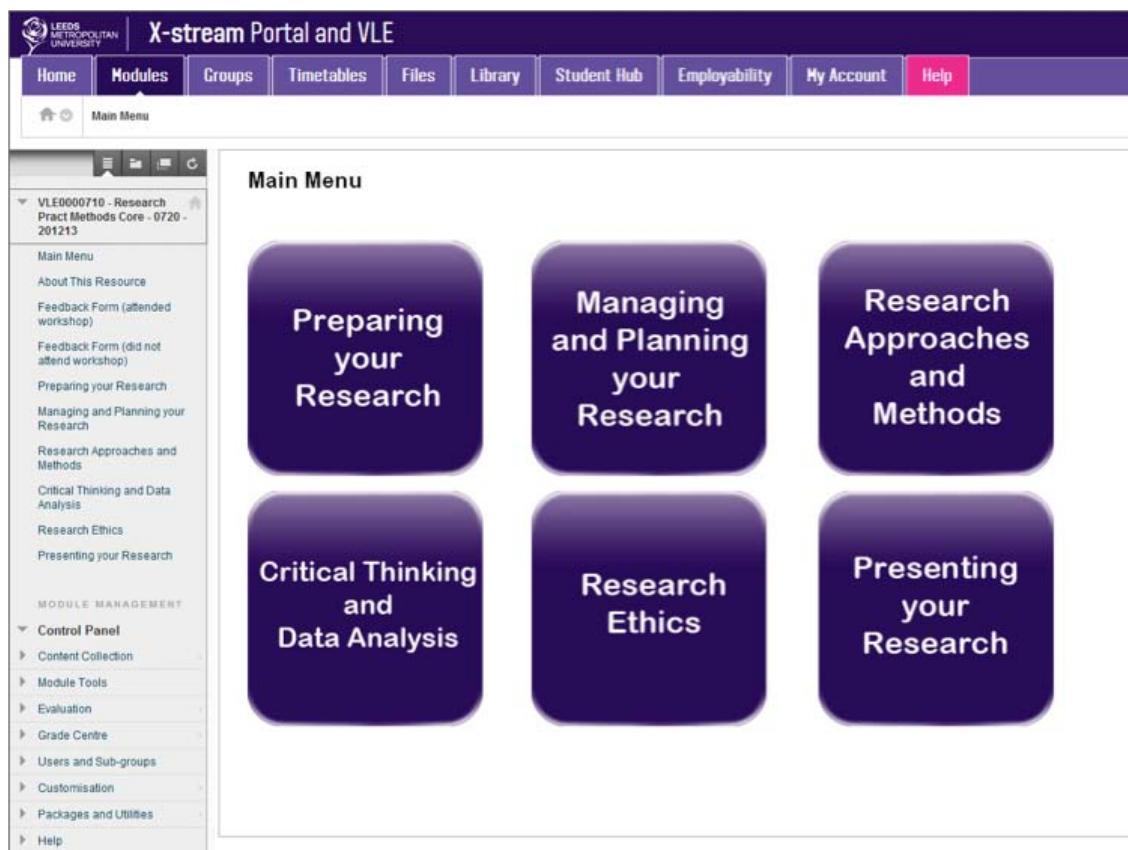 LEEDS
METROPOLITAN
UNIVERSITY
X-stream Portal and VLE
Home Modules Groups Timetables Files Library Student Hub Employability My Account Help
Main Menu
VLE0000710 - Research
Pract Methods Core - 0720 -
201213
Main Menu
About This Resource
Feedback Form (attended
workshop)
Feedback Form (did not
attend workshop)
Preparing your Research
Managing and Planning your
Research
Research Approaches and
Methods
Critical Thinking and Data
Analysis
Research Ethics
Presenting your Research
MODULE MANAGEMENT
Control Panel
Content Collection
Module Tools
Evaluation
Grade Centre
Users and Sub-groups
Customisation
Packages and Utilities
Help
Main Menu
Preparing
your
Research
Managing
and Planning
your
Research
Research
Approaches
and
Methods
Critical Thinking
and
Data Analysis
Research
Ethics
Presenting
your
Research